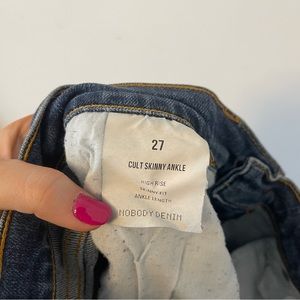 27
CULT SKINNY ANKLE
HIGH RISE
SKINNY FIT
ANKLE LENGTH
NOBODY DENIM